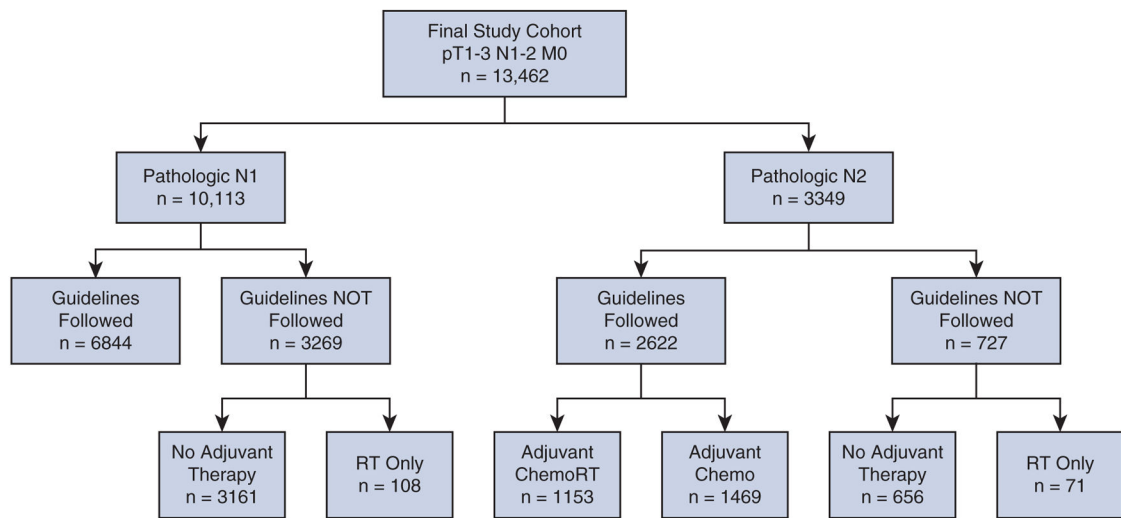 Final Study Cohort
pT1-3 N1-2 M0
n = 13,462
Pathologic N1
n = 10,113
Pathologic N2
n = 3349
Guidelines
Followed
n = 6844
Guidelines NOT
Followed
n = 3269
Guidelines
Followed
n = 2622
Guidelines NOT
Followed
n = 727
No Adjuvant
Therapy
n = 3161
RT Only
n = 108
Adjuvant
ChemoRT
n = 1153
Adjuvant
Chemo
n = 1469
No Adjuvant
Therapy
n = 656
RT Only
n = 71